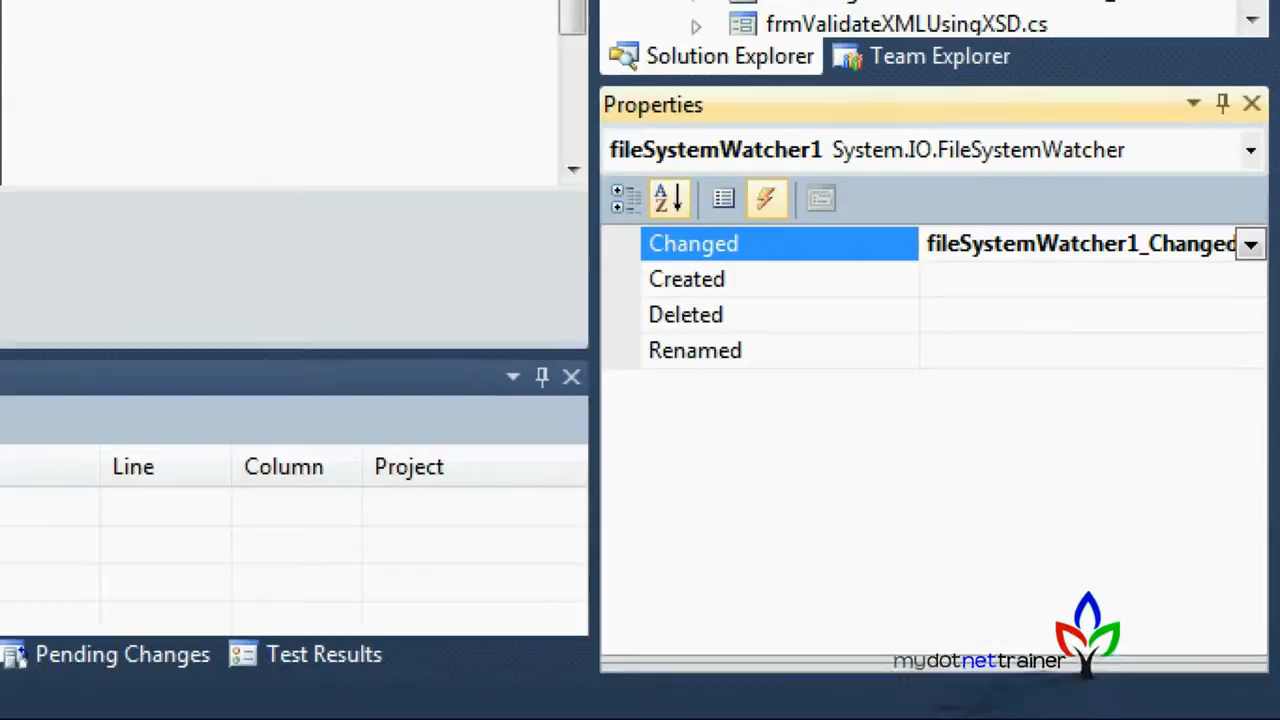 frmValidateXMLUsingXSD.cs
Solution Explorer
Team Explorer
Properties
fileSystemWatcher1 System.IO.FileSystemWatcher
Changed fileSystemWatcher1_Changed
Created
Deleted
Renamed
Line Column Project
Pending Changes
Test Results
mydotnettrainer